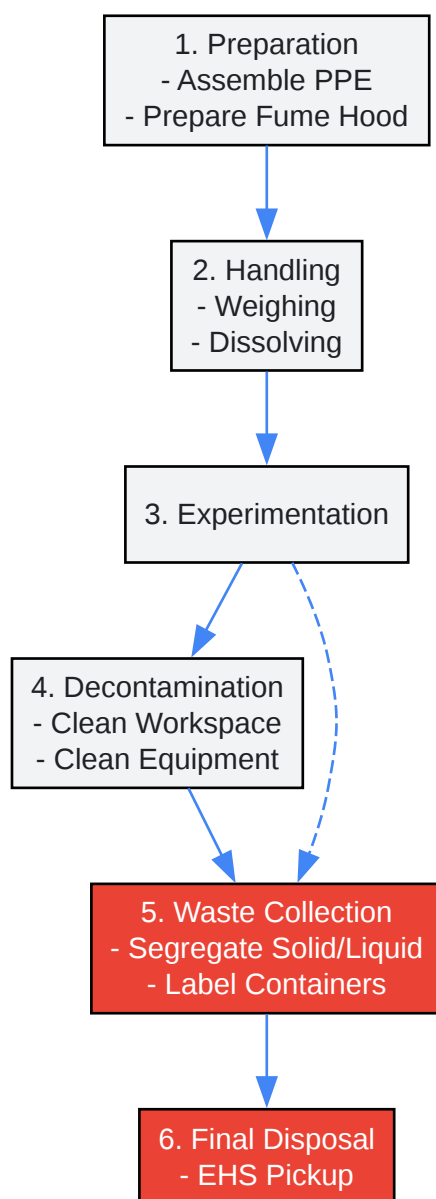 1. Preparation
- Assemble PPE
- Prepare Fume Hood
2. Handling
- Weighing
- Dissolving
3. Experimentation
4. Decontamination
- Clean Workspace
- Clean Equipment
5. Waste Collection
- Segregate Solid/Liquid
- Label Containers
6. Final Disposal
- EHS Pickup